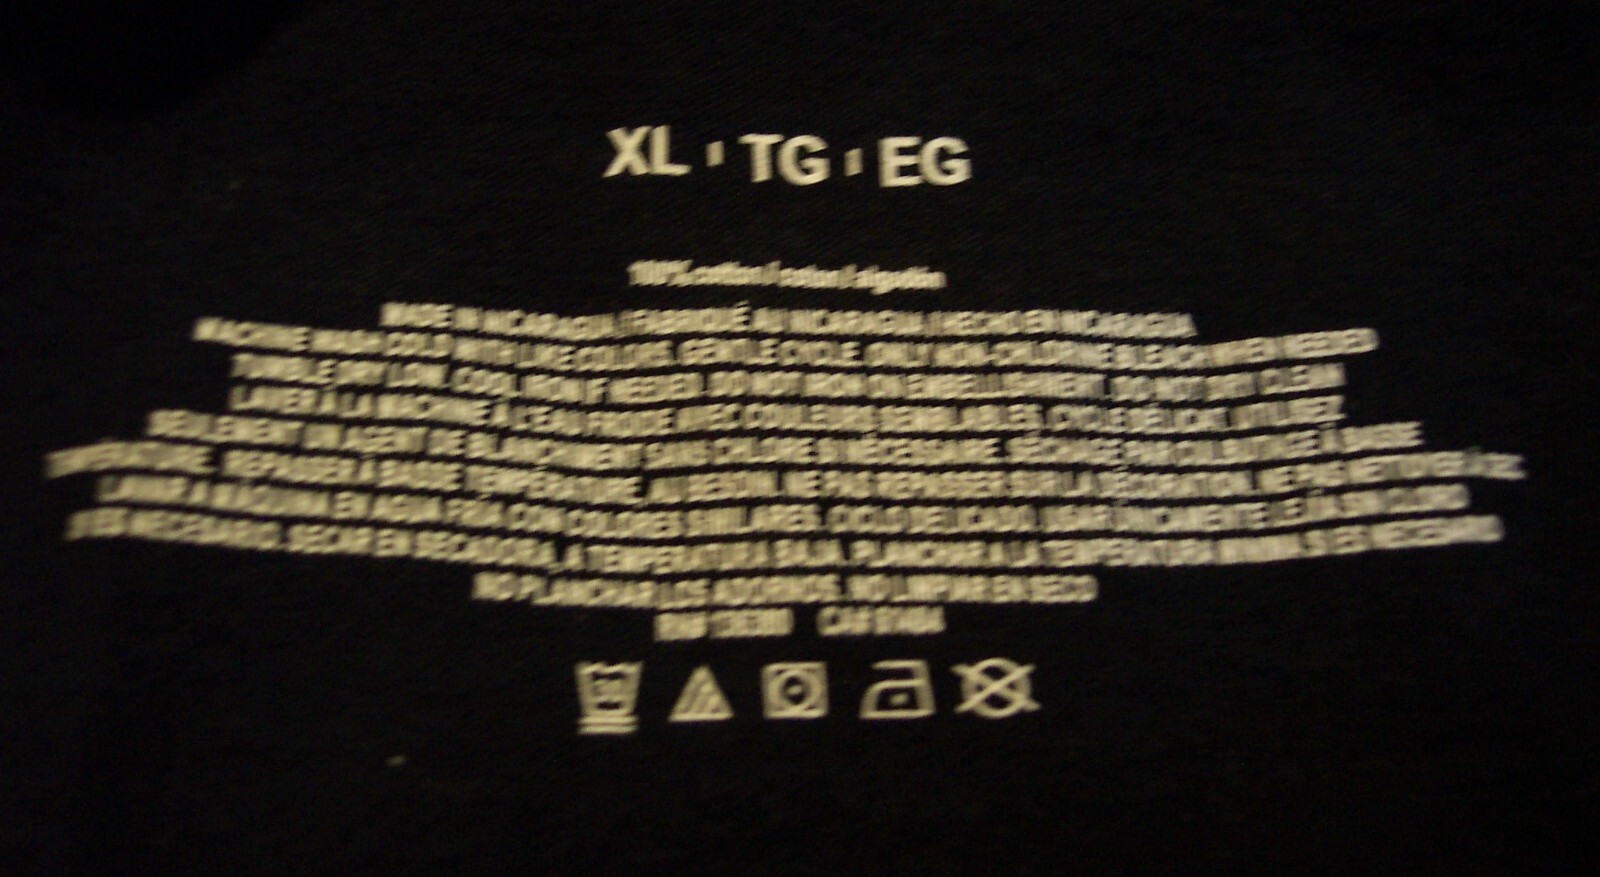 XL · TG · EG
100% cotton / coton / algodón
MADE IN NICARAGUA / FABRIQUÉ AU NICARAGUA / HECHO EN NICARAGUA
MACHINE WASH COLD WITH LIKE COLORS, GENTLE CYCLE. ONLY NON-CHLORINE BLEACH WHEN NEEDED.
TUMBLE DRY LOW. COOL IRON IF NEEDED. DO NOT IRON ON EMBELLISHMENT. DO NOT DRY CLEAN
LAVER À LA MACHINE À L'EAU FROIDE AVEC COULEURS SEMBLABLES, CYCLE DÉLICAT. UTILISEZ
SEULEMENT UN AGENT DE BLANCHIMENT SANS CHLORE SI NÉCESSAIRE. SÉCHAGE PAR CULBUTAGE À BASSE
TEMPÉRATURE. REPASSER À BASSE TEMPÉRATURE, AU BESOIN. NE PAS REPASSER SUR LA DÉCORATION. NE PAS NETTOYER À SEC
LAVAR A MÁQUINA EN AGUA FRÍA CON COLORES SIMILARES, CICLO DELICADO. USAR ÚNICAMENTE LEJÍA SIN CLORO
SI ES NECESARIO. SECAR EN SECADORA A TEMPERATURA BAJA. PLANCHAR A LA TEMPERATURA MÍNIMA SI ES NECESARIO
NO PLANCHAR LOS ADORNOS. NO LIMPIAR EN SECO
RN#